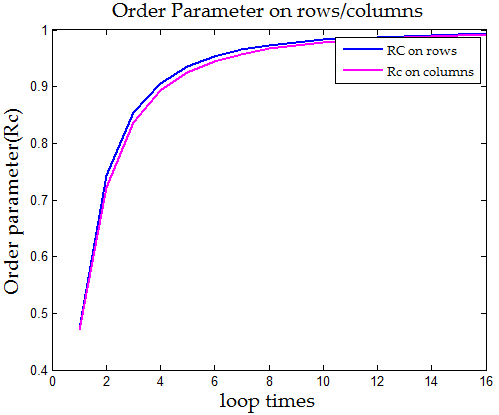 Order Parameter on rows/columns
1
0.9
0.8
0.7
0.6
0.5
0.4
Order parameter(Rc)
RC on rows
Rc on columns
0 2 4 6 8 10 12 14 16
loop times